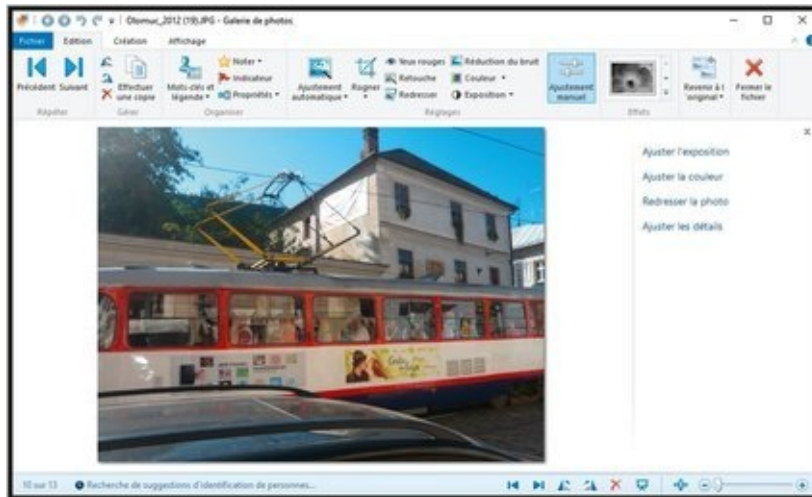 Olomuc_2012 (19).JPG - Galerie de photos
Fichier Edition Création Affichage
Précédent Suivant
Répéter
Effectuer une copie
Gérer
Mots-clés et légende
Noter
Indicateur
Propriétés
Organiser
Ajustement automatique
Rogner
Yeux rouges
Retouche
Redresser
Réduction du bruit
Couleur
Exposition
Réglages
Ajustement manuel
Effets
Revenir à l'original
Fermer le fichier
Ajuster l'exposition
Ajuster la couleur
Redresser la photo
Ajuster les détails
10 sur 13 Recherche de suggestions d'identification de personnes...